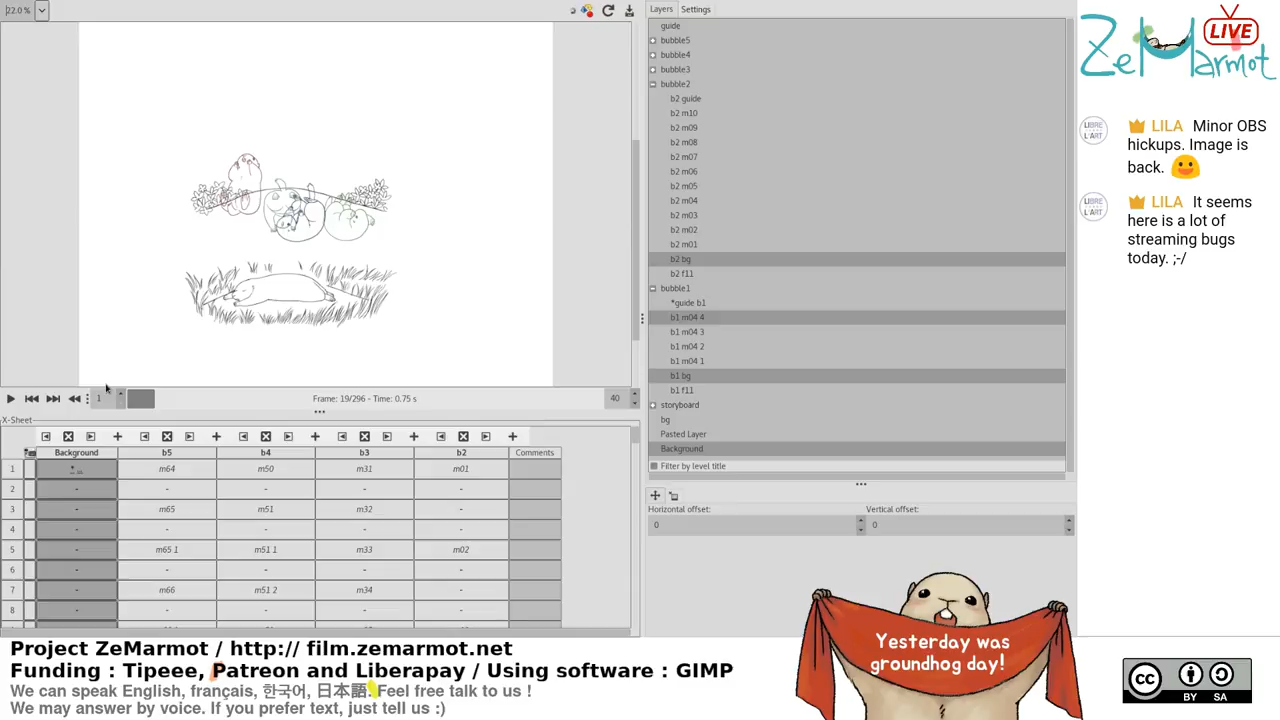 22.0 %
Layers
Settings
guide
bubble5
bubble4
bubble3
bubble2
b2 guide
b2 m10
b2 m09
b2 m08
b2 m07
b2 m06
b2 m05
b2 m04
b2 m03
b2 m02
b2 m01
b2 bg
b2 f11
bubble1
*guide b1
b1 m04 4
b1 m04 3
b1 m04 2
b1 m04 1
b1 bg
b1 f11
storyboard
bg
Pasted Layer
Background
Filter by level title
Horizontal offset:
Vertical offset:
0
0
1
Frame: 19/296 - Time: 0.75 s
40
X-Sheet
Background b5 b4 b3 b2 Comments
1 m64 m50 m31 m01
2 - - - - -
3 - m65 m51 m32 -
4 - - - - -
5 - m65 1 m51 1 m33 m02
6 - - - - -
7 - m66 m51 2 m34 -
8 - - - - -
ZeMarmot
LIVE
LIBRE
L'ART
LILA Minor OBS
hickups. Image is
back.
LIBRE
L'ART
LILA It seems
here is a lot of
streaming bugs
today. ;-/
Yesterday was
groundhog day!
Project ZeMarmot / http:// film.zemarmot.net
Funding : Tipeee, Patreon and Liberapay / Using software : GIMP
We can speak English, français, 한국어, 日本語. Feel free talk to us !
We may answer by voice. If you prefer text, just tell us :)
cc
BY SA